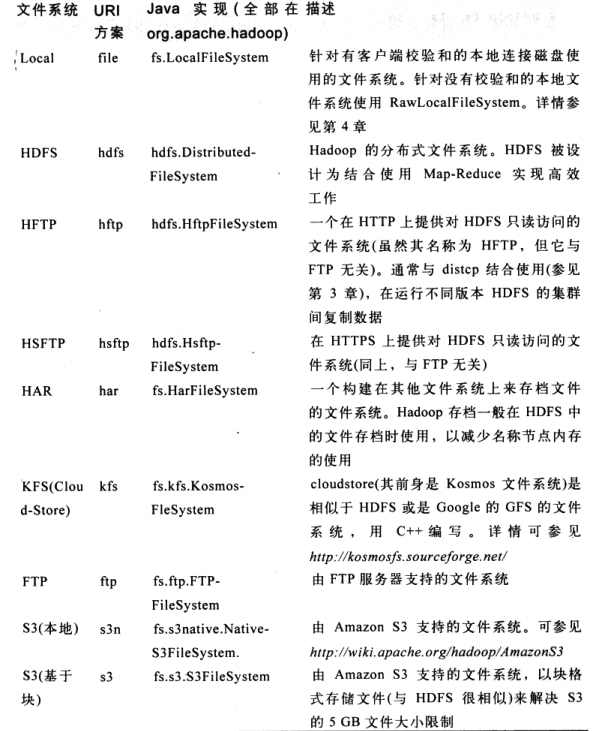 文件系统 URI 方案 Java 实现(全部在 org.apache.hadoop) 描述
Local file fs.LocalFileSystem 针对有客户端校验和的本地连接磁盘使
用的文件系统。针对没有校验和的本地文
件系统使用 RawLocalFileSystem。详情参
见第 4 章
HDFS hdfs hdfs.Distributed- Hadoop 的分布式文件系统。HDFS 被设
FileSystem 计为结合使用 Map-Reduce 实现高效
工作
HFTP hftp hdfs.HftpFileSystem 一个在 HTTP 上提供对 HDFS 只读访问的
文件系统(虽然其名称为 HFTP，但它与
FTP 无关)。通常与 distcp 结合使用(参见
第 3 章)，在运行不同版本 HDFS 的集群
间复制数据
HSFTP hsftp hdfs.Hsftp- 在 HTTPS 上提供对 HDFS 只读访问的文
FileSystem 件系统(同上，与 FTP 无关)
HAR har fs.HarFileSystem 一个构建在其他文件系统上来存档文件
的文件系统。Hadoop 存档一般在 HDFS 中
的文件存档时使用，以减少名称节点内存
的使用
KFS(Clou kfs fs.kfs.Kosmos- cloudstore(其前身是 Kosmos 文件系统)是
d-Store) FleSystem 相似于 HDFS 或是 Google 的 GFS 的文件
系统，用 C++ 编写。详情可参见
http://kosmosfs.sourceforge.net/
FTP ftp fs.ftp.FTP- 由 FTP 服务器支持的文件系统
FileSystem
S3(本地) s3n fs.s3native.Native- 由 Amazon S3 支持的文件系统。可参见
S3FileSystem. http://wiki.apache.org/hadoop/AmazonS3
S3(基于 s3 fs.s3.S3FileSystem 由 Amazon S3 支持的文件系统，以块格
块) 式存储文件(与 HDFS 很相似)来解决 S3
的 5 GB 文件大小限制